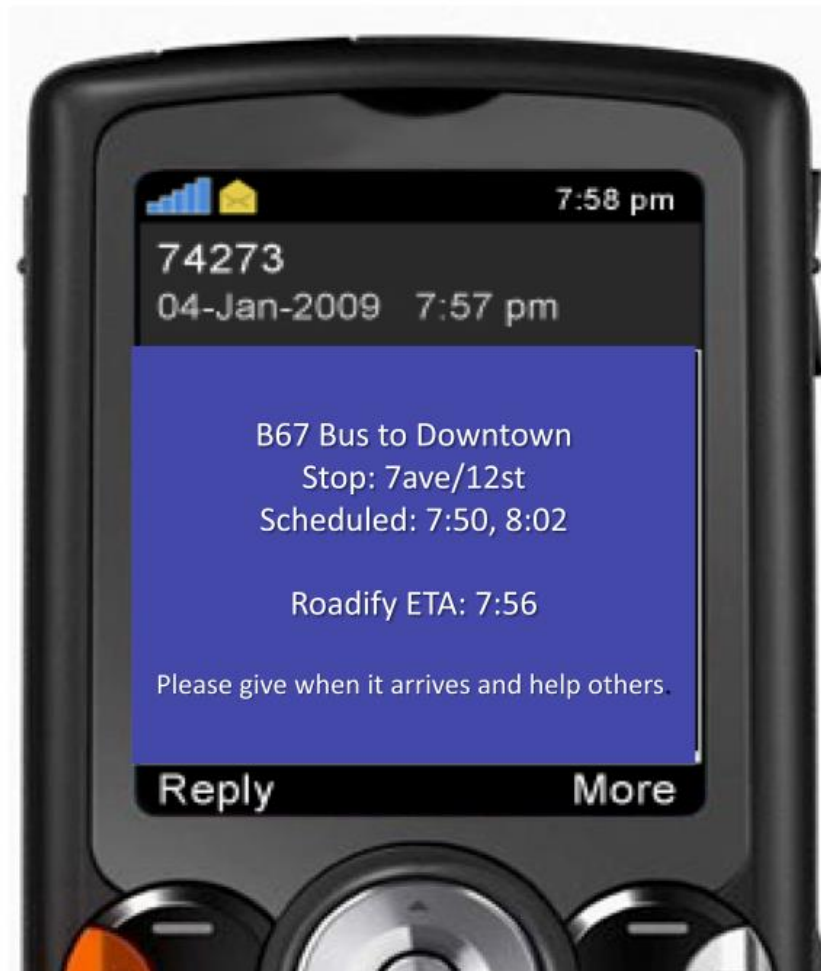 7:58 pm
74273
04-Jan-2009 7:57 pm
B67 Bus to Downtown
Stop: 7ave/12st
Scheduled: 7:50, 8:02
Roadify ETA: 7:56
Please give when it arrives and help others.
Reply More